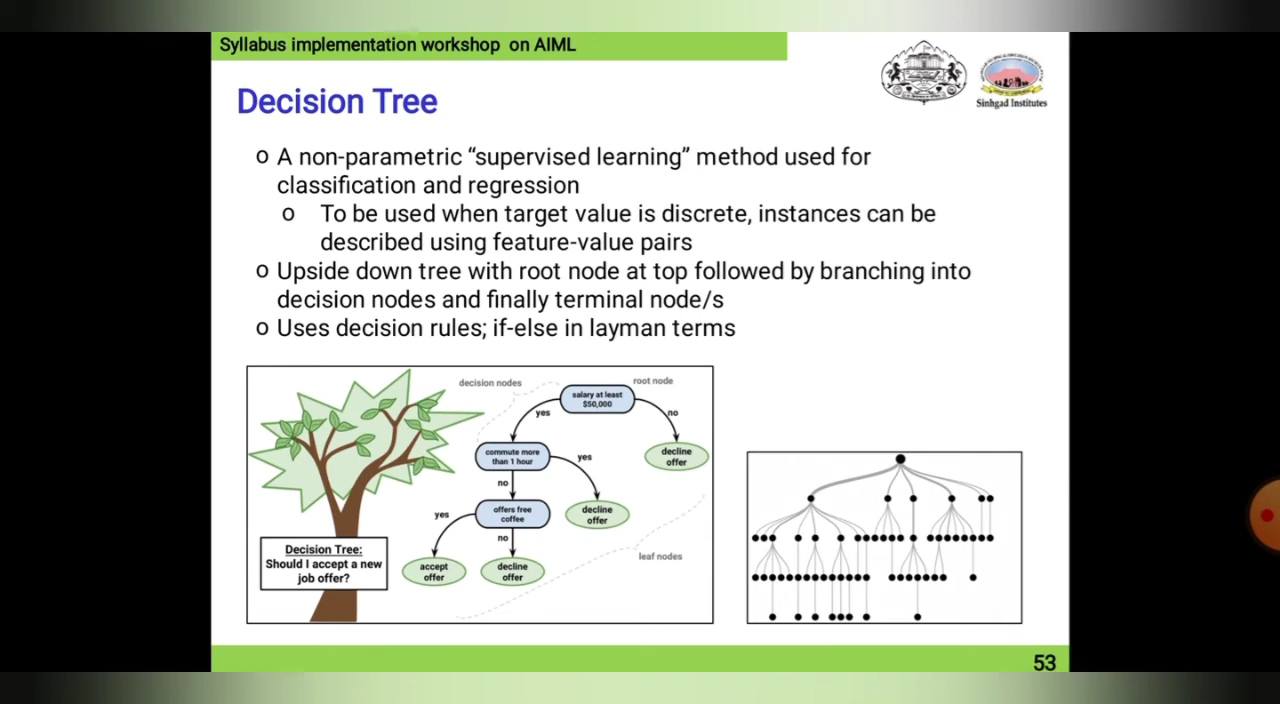 Syllabus implementation workshop on AIML
Sinhgad Institutes
Decision Tree
o A non-parametric “supervised learning” method used for
classification and regression
o To be used when target value is discrete, instances can be
described using feature-value pairs
o Upside down tree with root node at top followed by branching into
decision nodes and finally terminal node/s
o Uses decision rules; if-else in layman terms
decision nodes
root node
salary at least
$50,000
yes
no
commute more
than 1 hour
decline
offer
yes
no
offers free
coffee
decline
offer
yes
no
leaf nodes
accept
offer
decline
offer
Decision Tree:
Should I accept a new
job offer?
53